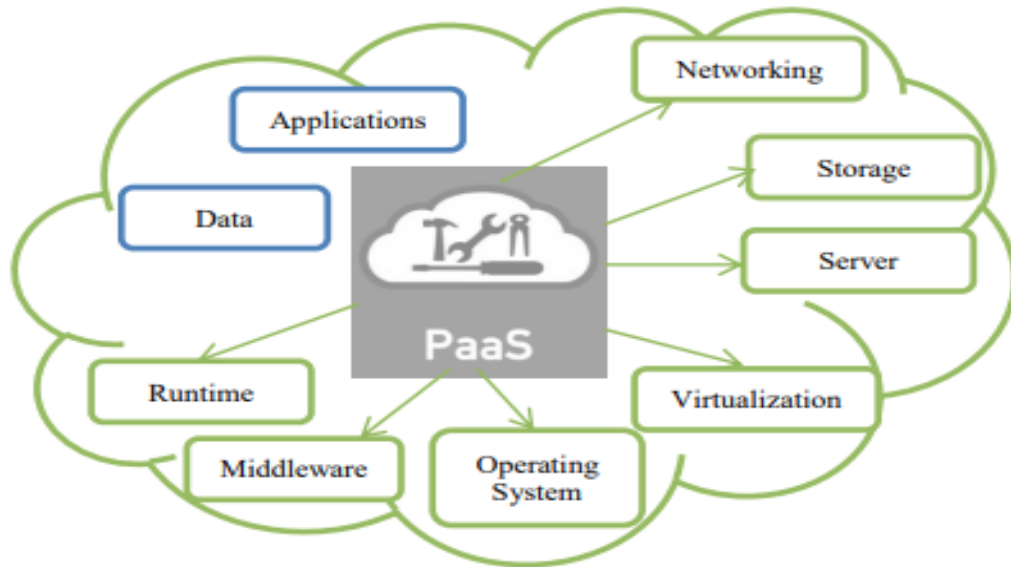 Networking
Applications
Storage
Data
Server
PaaS
Runtime
Virtualization
Middleware
Operating
System